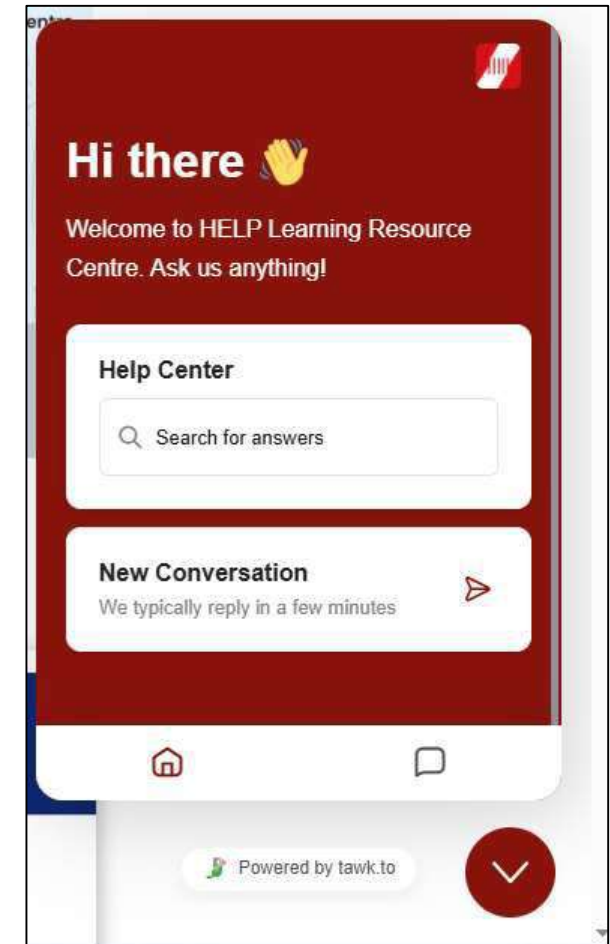 Hi there 👋
Welcome to HELP Learning Resource
Centre. Ask us anything!
Help Center
Search for answers
New Conversation
We typically reply in a few minutes
Powered by tawk.to